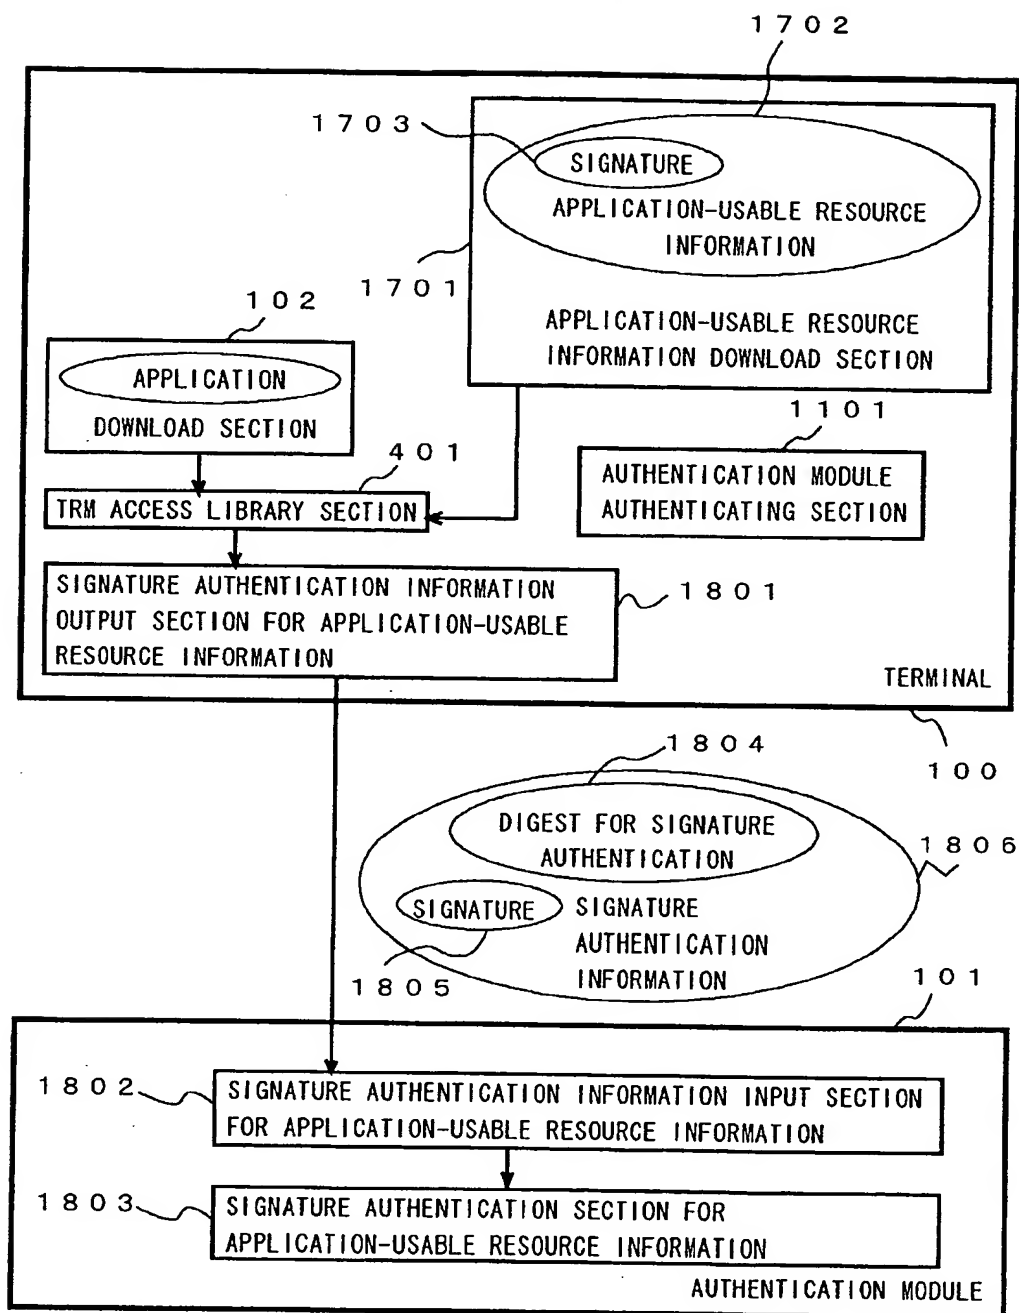 1702
1703
SIGNATURE
APPLICATION-USABLE RESOURCE
INFORMATION
1701
102
APPLICATION-USABLE RESOURCE
INFORMATION DOWNLOAD SECTION
APPLICATION
DOWNLOAD SECTION
1101
401
AUTHENTICATION MODULE
AUTHENTICATING SECTION
TRM ACCESS LIBRARY SECTION
SIGNATURE AUTHENTICATION INFORMATION
OUTPUT SECTION FOR APPLICATION-USABLE
RESOURCE INFORMATION
1801
TERMINAL
100
1804
DIGEST FOR SIGNATURE
AUTHENTICATION
1806
SIGNATURE
SIGNATURE
AUTHENTICATION
INFORMATION
1805
101
1802
SIGNATURE AUTHENTICATION INFORMATION INPUT SECTION
FOR APPLICATION-USABLE RESOURCE INFORMATION
1803
SIGNATURE AUTHENTICATION SECTION FOR
APPLICATION-USABLE RESOURCE INFORMATION
AUTHENTICATION MODULE